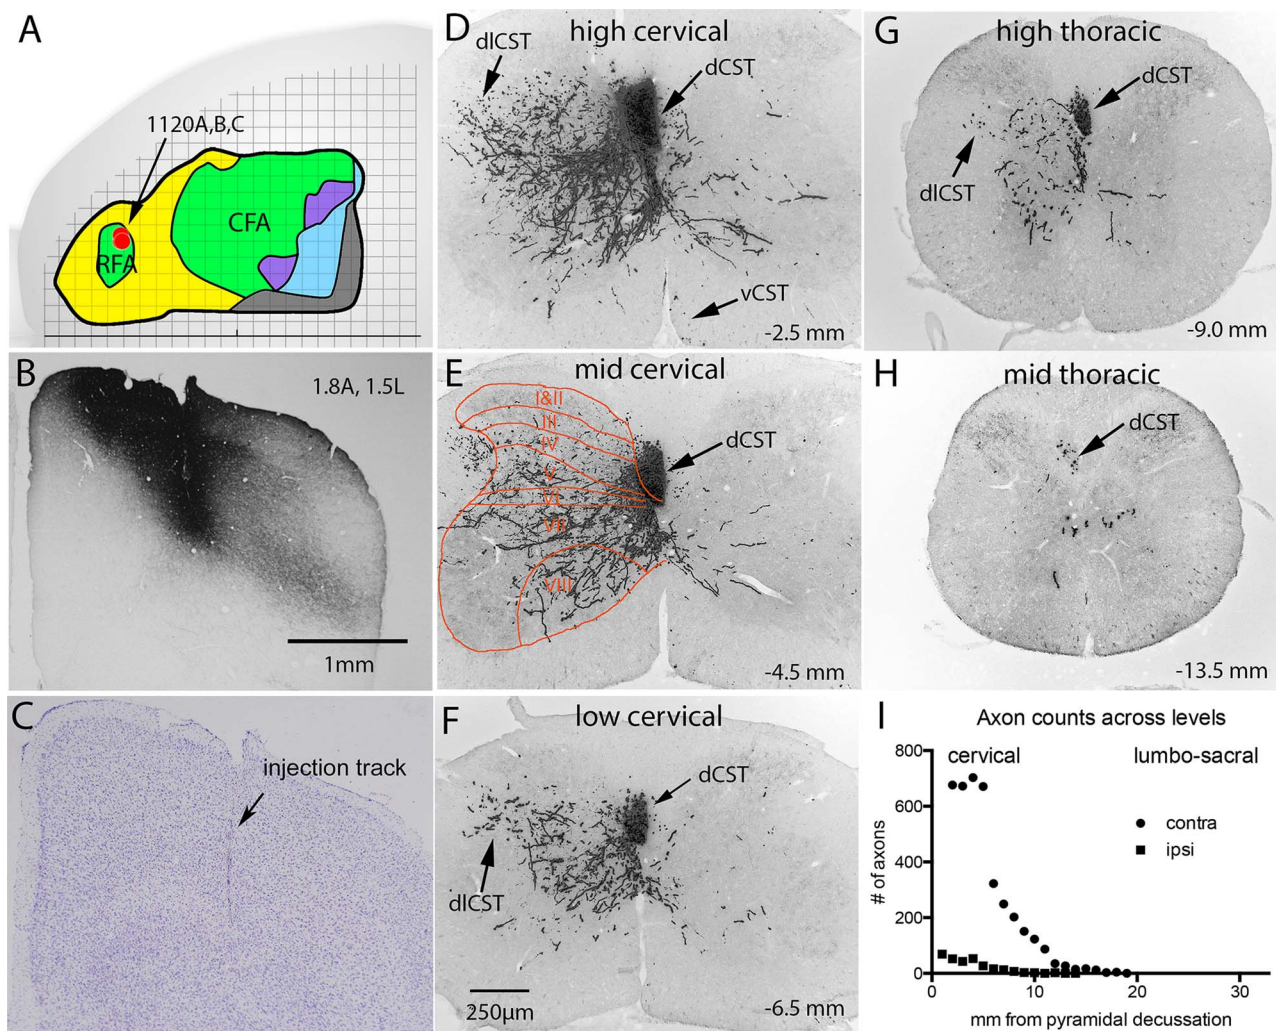 A
1120A,B,C
CFA
RFA
B
1.8A, 1.5L
1mm
C
injection track
D
high cervical
dlCST
dCST
vCST
-2.5 mm
E
mid cervical
I&II
III
IV
V
VI
VII
VIII
dCST
-4.5 mm
F
low cervical
dCST
dlCST
250µm
-6.5 mm
G
high thoracic
dCST
dlCST
-9.0 mm
H
mid thoracic
dCST
-13.5 mm
I
Axon counts across levels
800
600
400
200
0
cervical
lumbo-sacral
contra
ipsi
# of axons
0
10
20
30
mm from pyramidal decussation